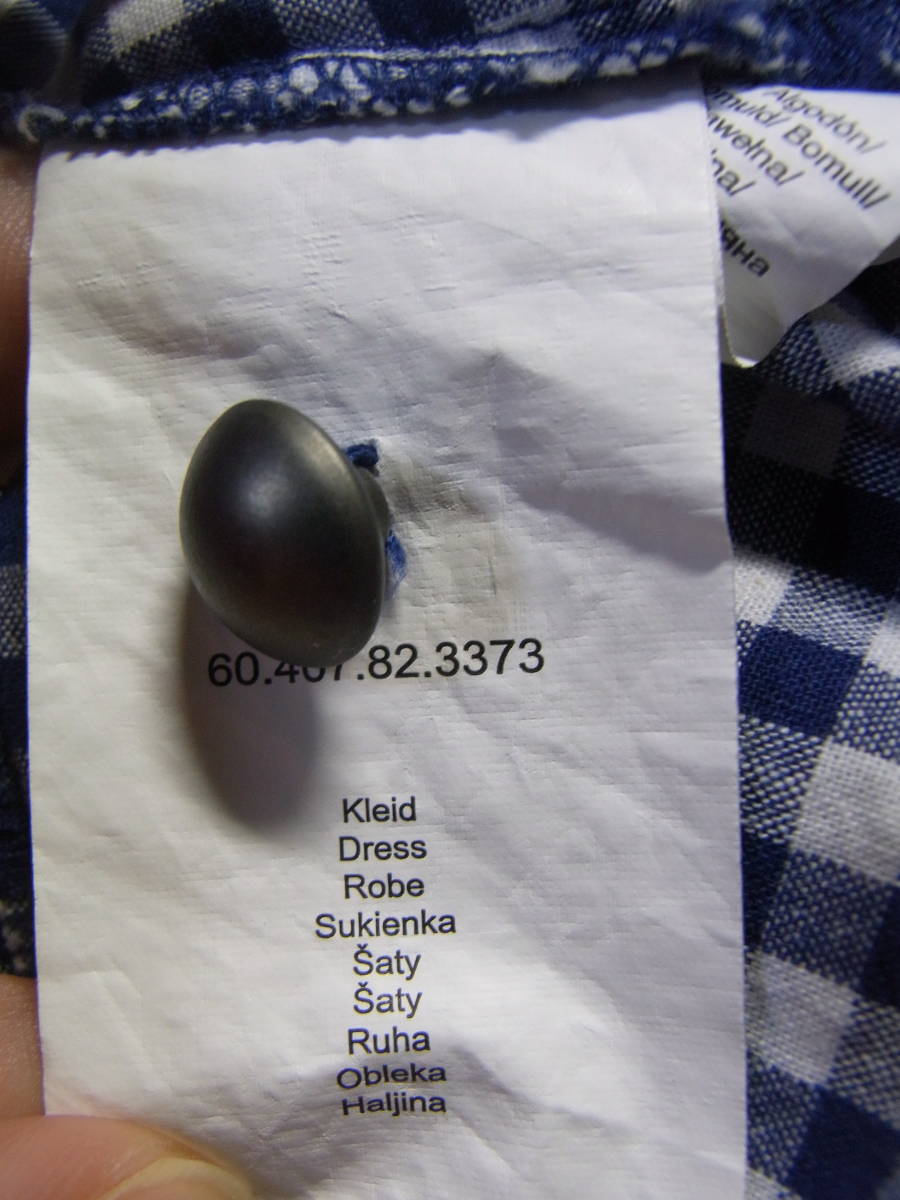 Algodón/
Bomull/
60.407.82.3373
Kleid
Dress
Robe
Sukienka
Šaty
Šaty
Ruha
Obleka
Haljina